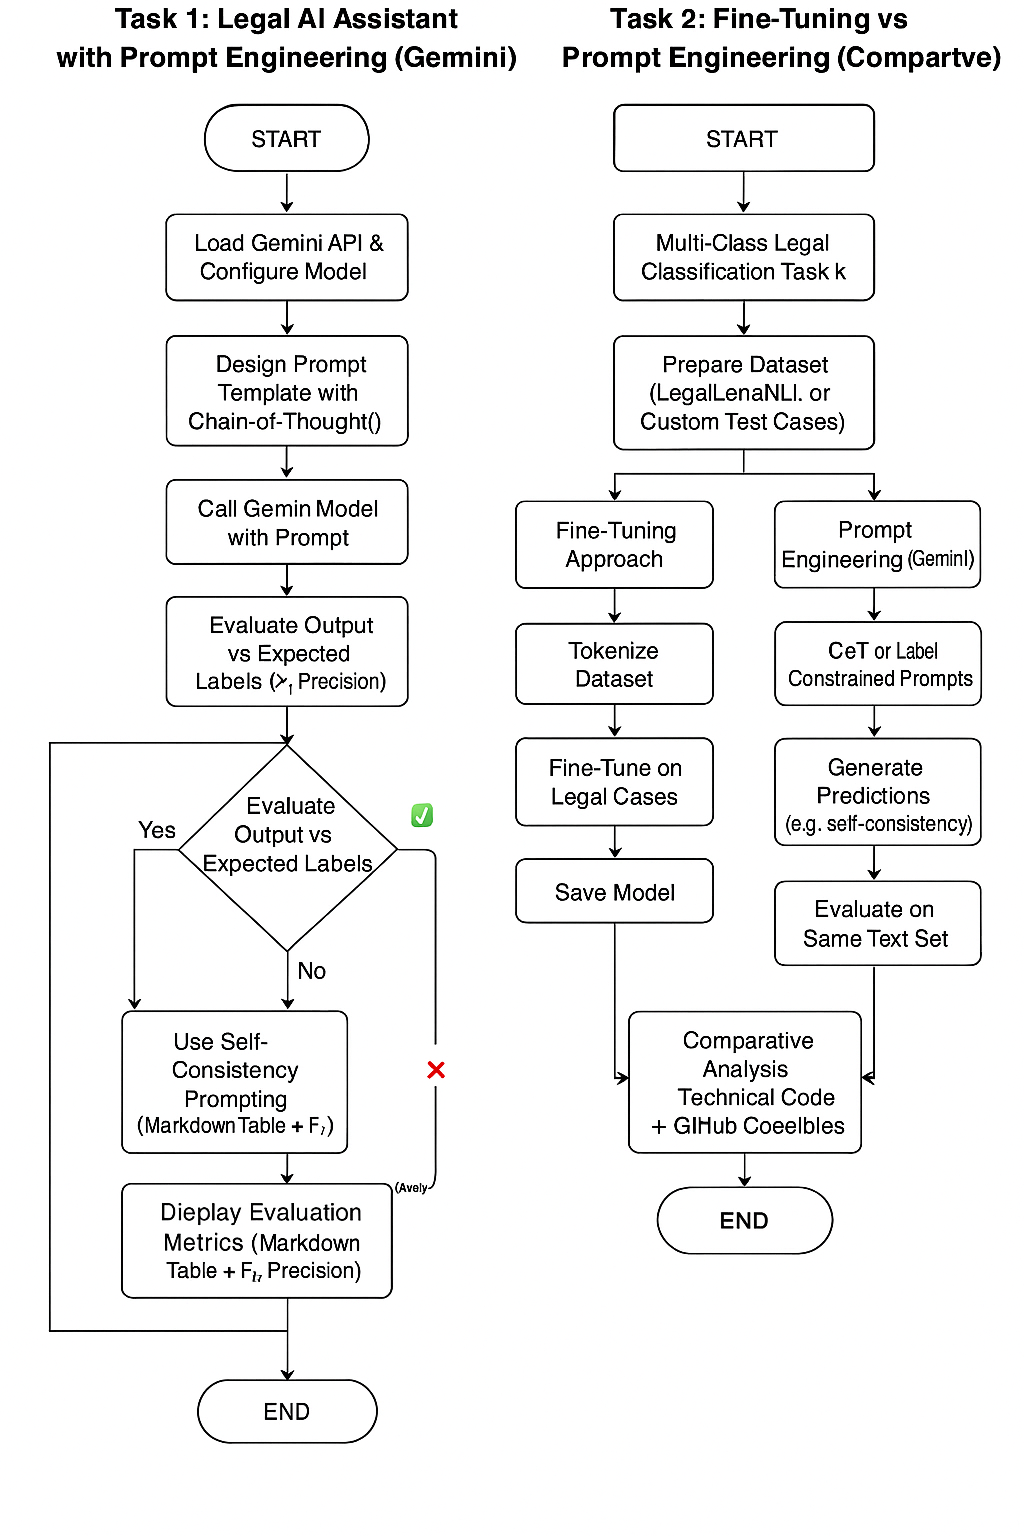 Task 1: Legal AI Assistant
with Prompt Engineering (Germini)
START
Load Gemini API &
Configure Model
Design Prompt
Template with
Chain-of-Thought()
Call Gemin Model
with Prompt
Evaluate Output
vs Expected
Labels ( Precision)
Evaluate
Output vs
Expected Labels
Yes
No
Use Self-
Consistency
Prompting
(Markdown Table + F₇)
(Avely
Dieplay Evaluation
Metrics (Markdown
Table + F Precision)
END
Task 2: Fine-Tuning vs
Prompt Engineering (Compartve)
START
Multi-Class Legal
Classification Task k
Prepare Dataset
(LegalLenaNLI. or
Custom Test Cases)
Fine-Tuning
Approach
Tokenize
Dataset
Fine-Tune on
Legal Cases
Save Model
Prompt
Engineering (GeminI)
CeT or Label
Constrained Prompts
Generate
Predictions
(e.g. self-consistency)
Evaluate on
Same Text Set
Comparative
Analysis
Technical Code
+ GIHub Coeelbles
END